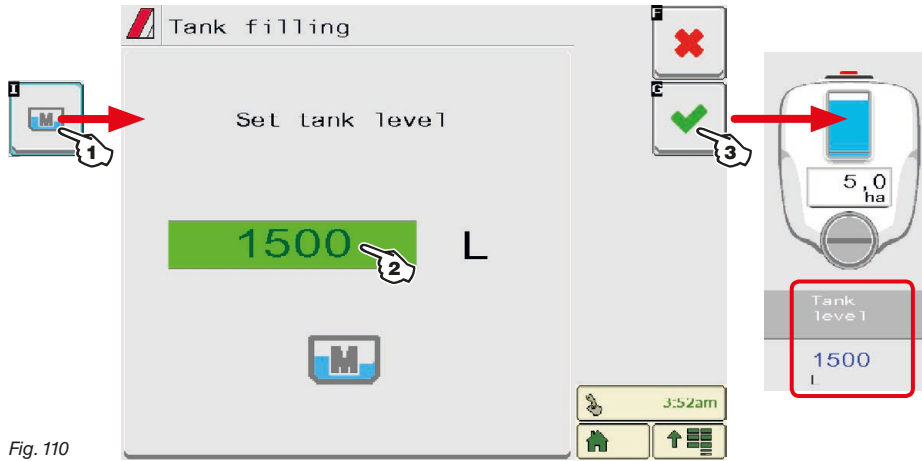 Tank filling
F
I
M
1
Set tank level
G
3
5,0
ha
1500
L
2
Tank
level
M
1500
L
3:52am
Fig. 110